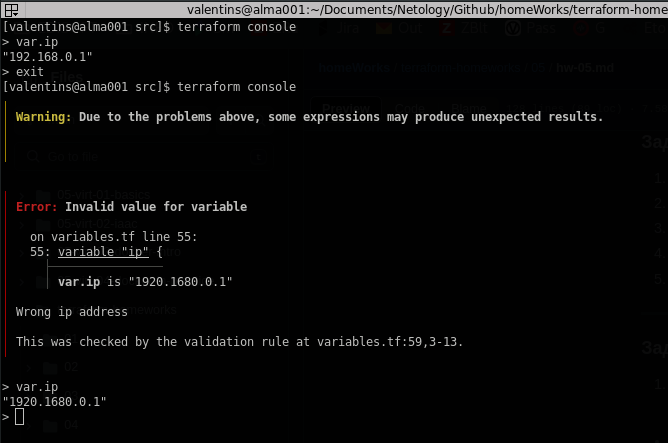 valentins@alma001:~/Documents/Netology/Github/homeWorks/terraform-home
[valentins@alma001 src]$ terraform console
> var.ip
"192.168.0.1"
> exit
[valentins@alma001 src]$ terraform console
Warning: Due to the problems above, some expressions may produce unexpected results.
Error: Invalid value for variable
on variables.tf line 55:
55: variable "ip" {
var.ip is "1920.1680.0.1"
Wrong ip address
This was checked by the validation rule at variables.tf:59,3-13.
> var.ip
"1920.1680.0.1"
>